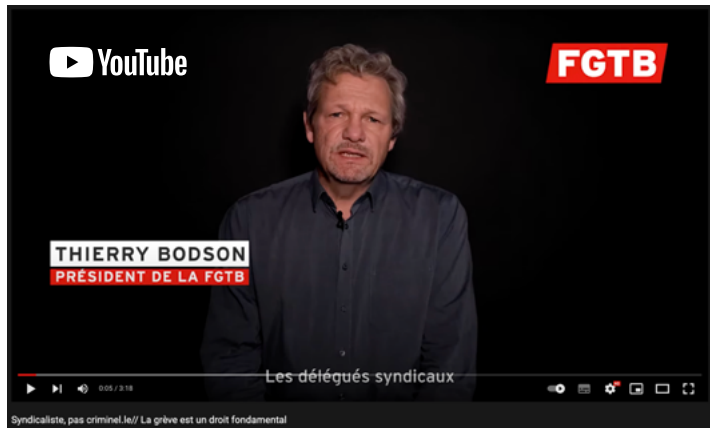 YouTube
FGTB
THIERRY BODSON
PRÉSIDENT DE LA FGTB
Les délégués syndicaux
0:05 / 3:18
Syndicaliste, pas criminel.le// La grève est un droit fondamental